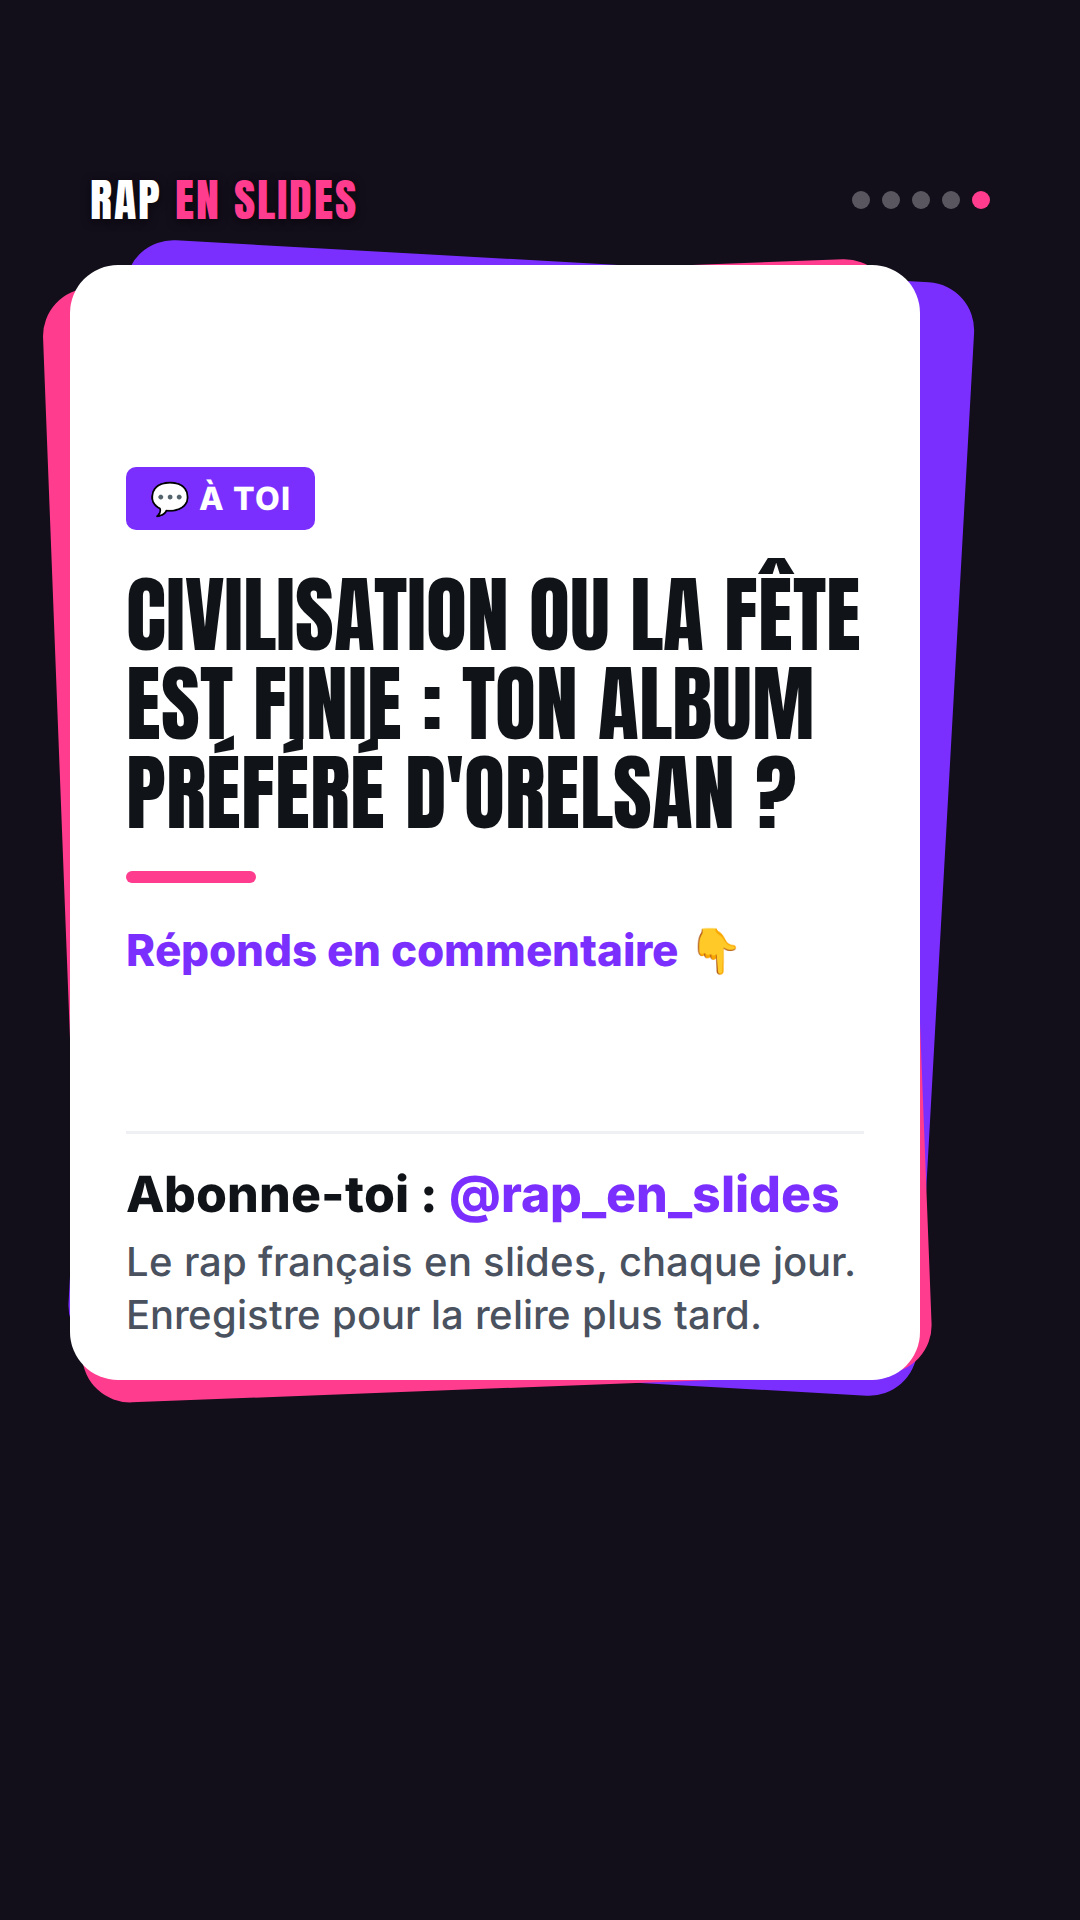 RAP EN SLIDES
💬 À TOI
CIVILISATION OU LA FÊTE
EST FINIE : TON ALBUM
PRÉFÉRÉ D'ORELSAN ?
Réponds en commentaire 👇
Abonne-toi : @rap_en_slides
Le rap français en slides, chaque jour.
Enregistre pour la relire plus tard.